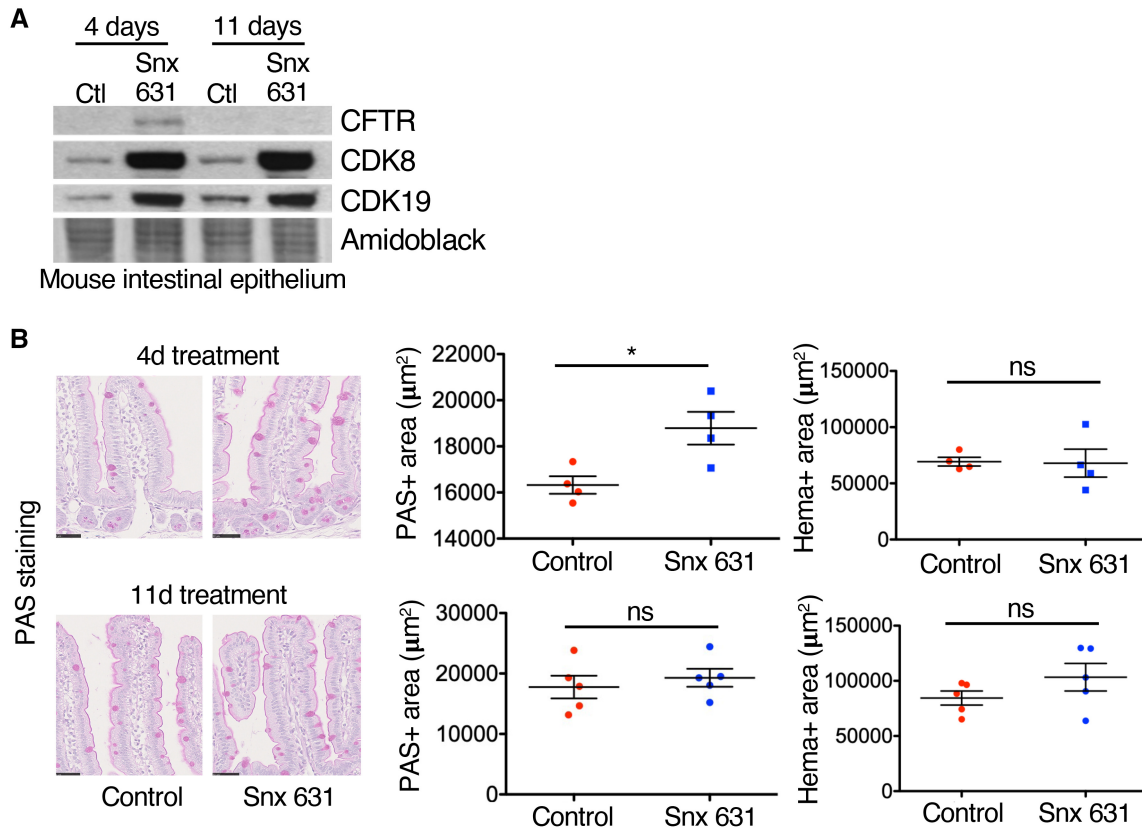 A
4 days 11 days
Snx Snx
Ctl 631 Ctl 631
CFTR
CDK8
CDK19
Amidoblack
Mouse intestinal epithelium
B
PAS staining
4d treatment
11d treatment
Control Snx 631
PAS+ area (μm²)
22000
20000
18000
16000
14000
*
Control Snx 631
Hema+ area (μm²)
150000
100000
50000
0
ns
Control Snx 631
PAS+ area (μm²)
30000
20000
10000
0
ns
Control Snx 631
Hema+ area (μm²)
150000
100000
50000
0
ns
Control Snx 631